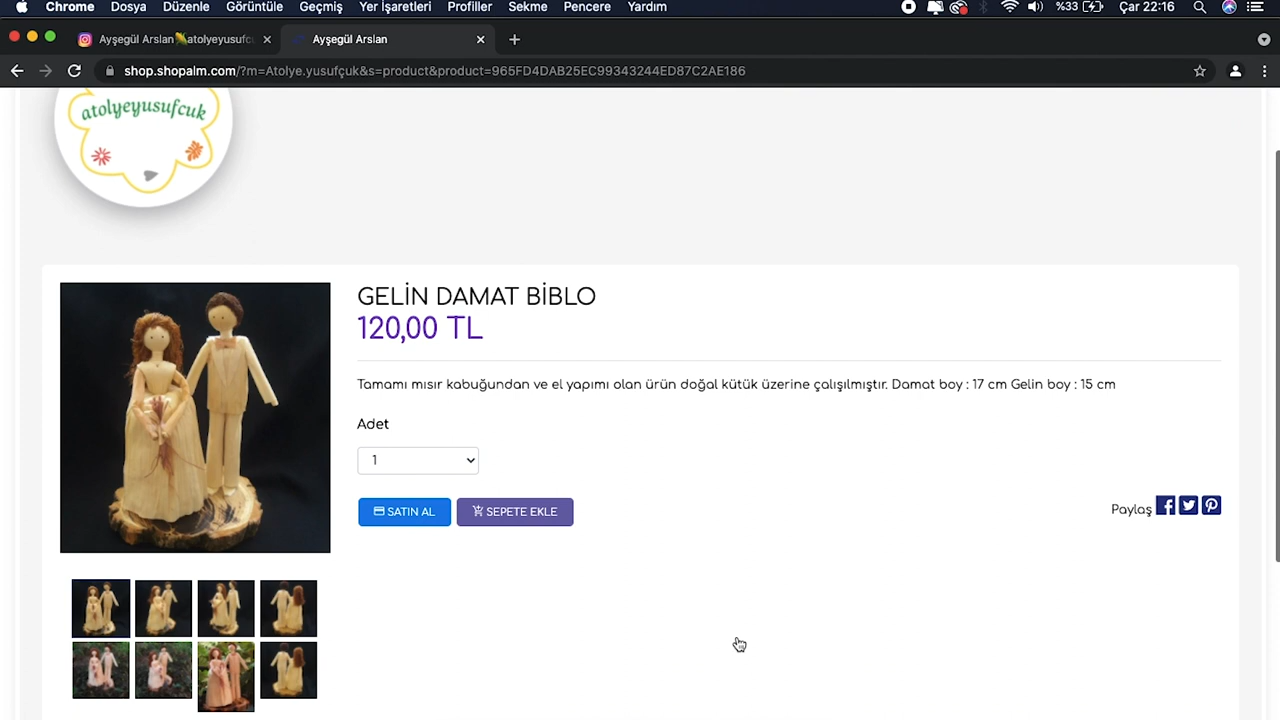 Chrome Dosya Düzenle Görüntüle Geçmiş Yer İşaretleri Profiller Sekme Pencere Yardım %33 Çar 22:16
Ayşegül Arslan atolyeyusufc
Ayşegül Arslan
shop.shopalm.com/?m=Atolye.yusufçuk&s=product&product=965FD4DAB25EC99343244ED87C2AE186
atolyeyusufcuk
GELİN DAMAT BİBLO
120,00 TL
Tamamı mısır kabuğundan ve el yapımı olan ürün doğal kütük üzerine çalışılmıştır. Damat boy : 17 cm Gelin boy : 15 cm
Adet
1
SATIN AL SEPETE EKLE
Paylaş